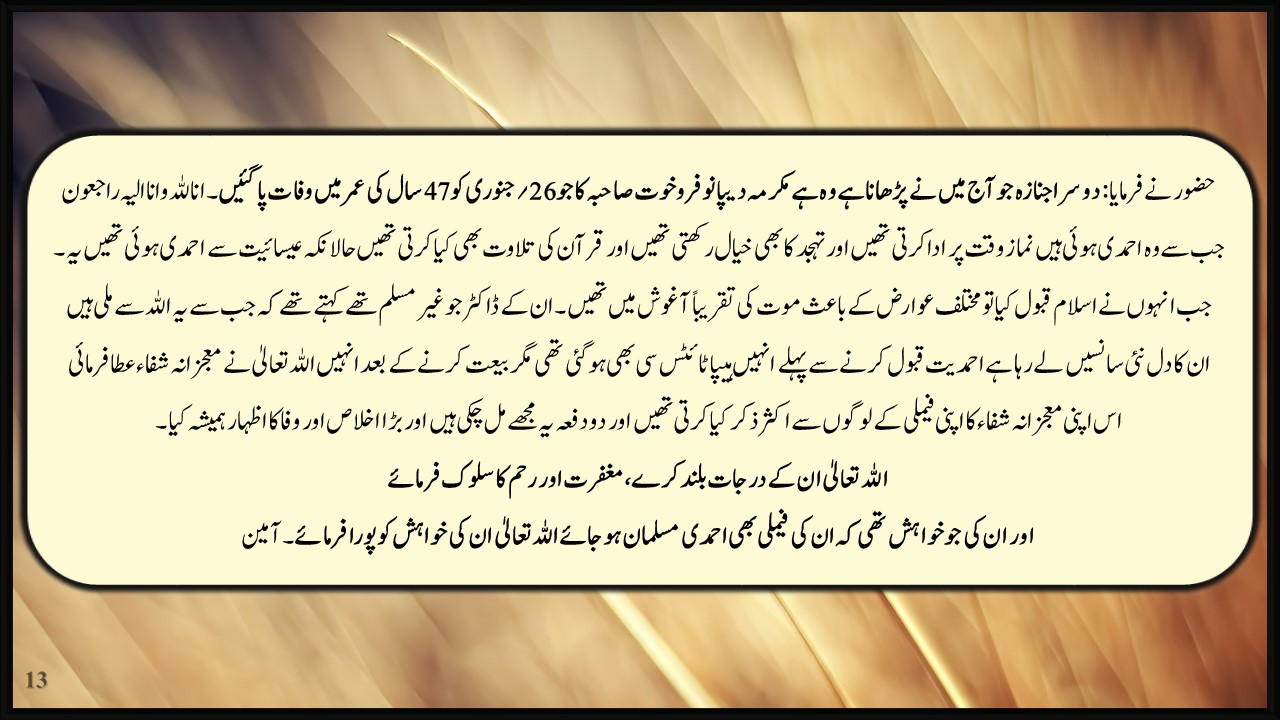 حضور نے فرمایا: دوسرا جنازہ جو آج میں نے پڑھانا ہے وہ ہے مکرمہ دیپانو فروخوت صاحبہ کا جو 26؍ جنوری کو 47 سال کی عمر میں وفات پا گئیں۔ انا للہ وانا الیہ راجعون
جب سے وہ احمدی ہوئی ہیں نماز وقت پر ادا کرتی تھیں اور تہجد کا بھی خیال رکھتی تھیں اور قرآن کی تلاوت بھی کیا کرتی تھیں حالانکہ عیسائیت سے احمدی ہوئی تھیں یہ۔
جب انہوں نے اسلام قبول کیا تو مختلف عوارض کے باعث موت کی تقریباً آغوش میں تھیں۔ ان کے ڈاکٹر جو غیر مسلم تھے کہتے تھے کہ جب سے یہ اللہ سے ملی ہیں
ان کا دل نئی سانسیں لے رہا ہے احمدیت قبول کرنے سے پہلے انہیں ہیپاٹائٹس سی بھی ہو گئی تھی مگر بیعت کرنے کے بعد انہیں اللہ تعالیٰ نے معجزانہ شفاء عطا فرمائی
اس اپنی معجزانہ شفاء کا اپنی فیملی کے لوگوں سے اکثر ذکر کیا کرتی تھیں اور دو دفعہ یہ مجھے مل چکی ہیں اور بڑا اخلاص اور وفا کا اظہار ہمیشہ کیا۔
اللہ تعالیٰ ان کے درجات بلند کرے، مغفرت اور رحم کا سلوک فرمائے
اور ان کی جو خواہش تھی کہ ان کی فیملی بھی احمدی مسلمان ہو جائے اللہ تعالیٰ ان کی خواہش کو پورا فرمائے۔ آمین
13